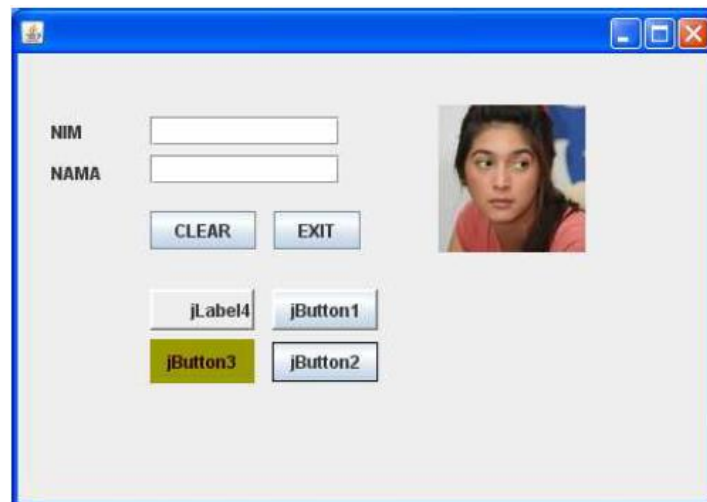 NIM
NAMA
CLEAR EXIT
jLabel4 jButton1
jButton3 jButton2